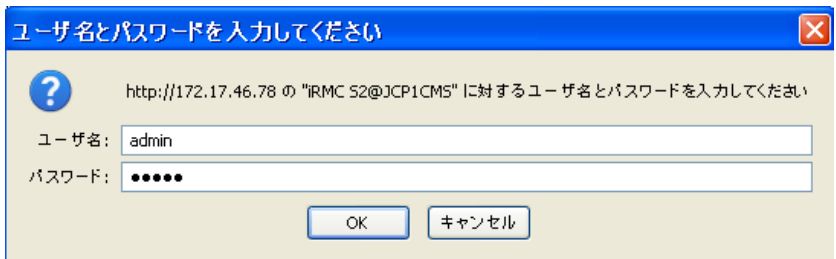 ユーザ名とパスワードを入力してください
http://172.17.46.78 の "iRMC S2@JCP1CMS" に対するユーザ名とパスワードを入力してください
ユーザ名: admin
パスワード: ●●●●●
OK キャンセル